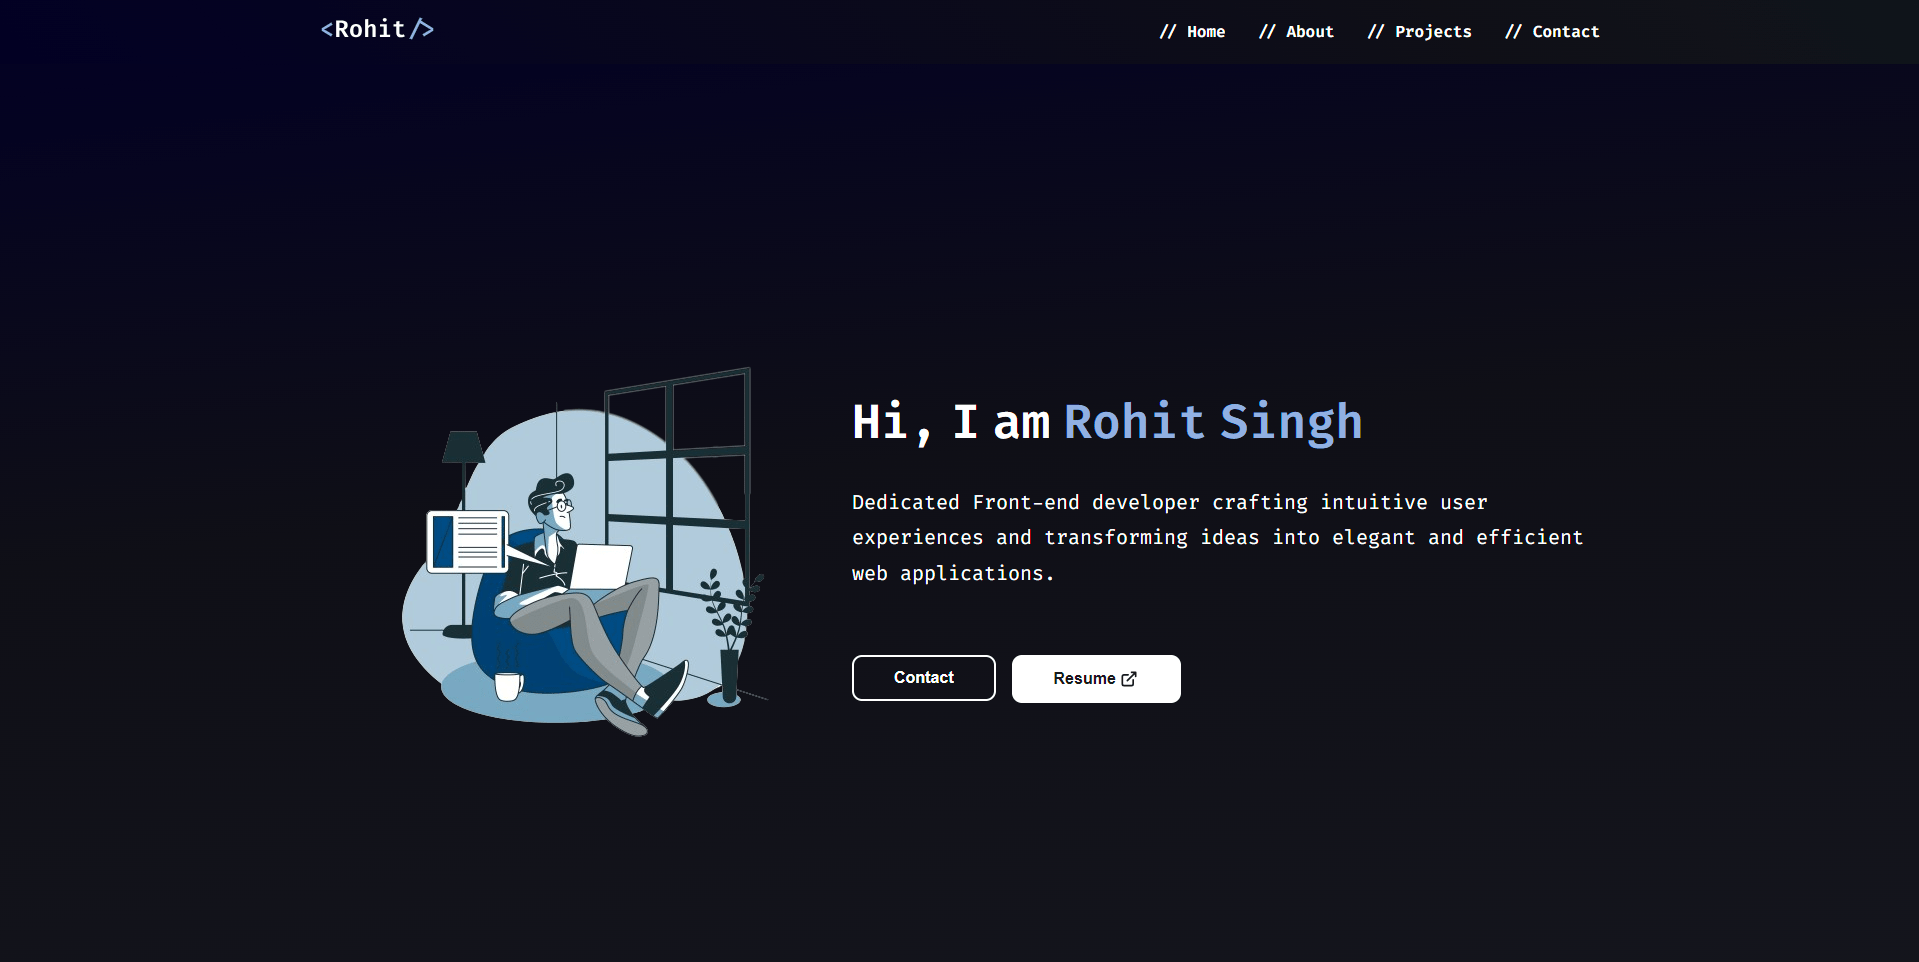 <Rohit/>
// Home // About // Projects // Contact
Hi, I am Rohit Singh
Dedicated Front-end developer crafting intuitive user
experiences and transforming ideas into elegant and efficient
web applications.
Contact Resume